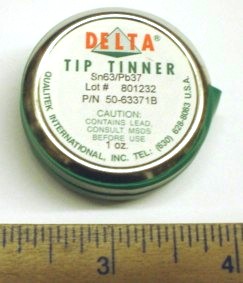 DELTA®
TIP TINNER
Sn63/Pb37
Lot # 801232
P/N 50-63371B
CAUTION:
CONTAINS LEAD.
CONSULT MSDS
BEFORE USE
1 oz.
QUALITEK INTERNATIONAL, INC. TEL: (630) 628-8083 U.S.A.
3
4